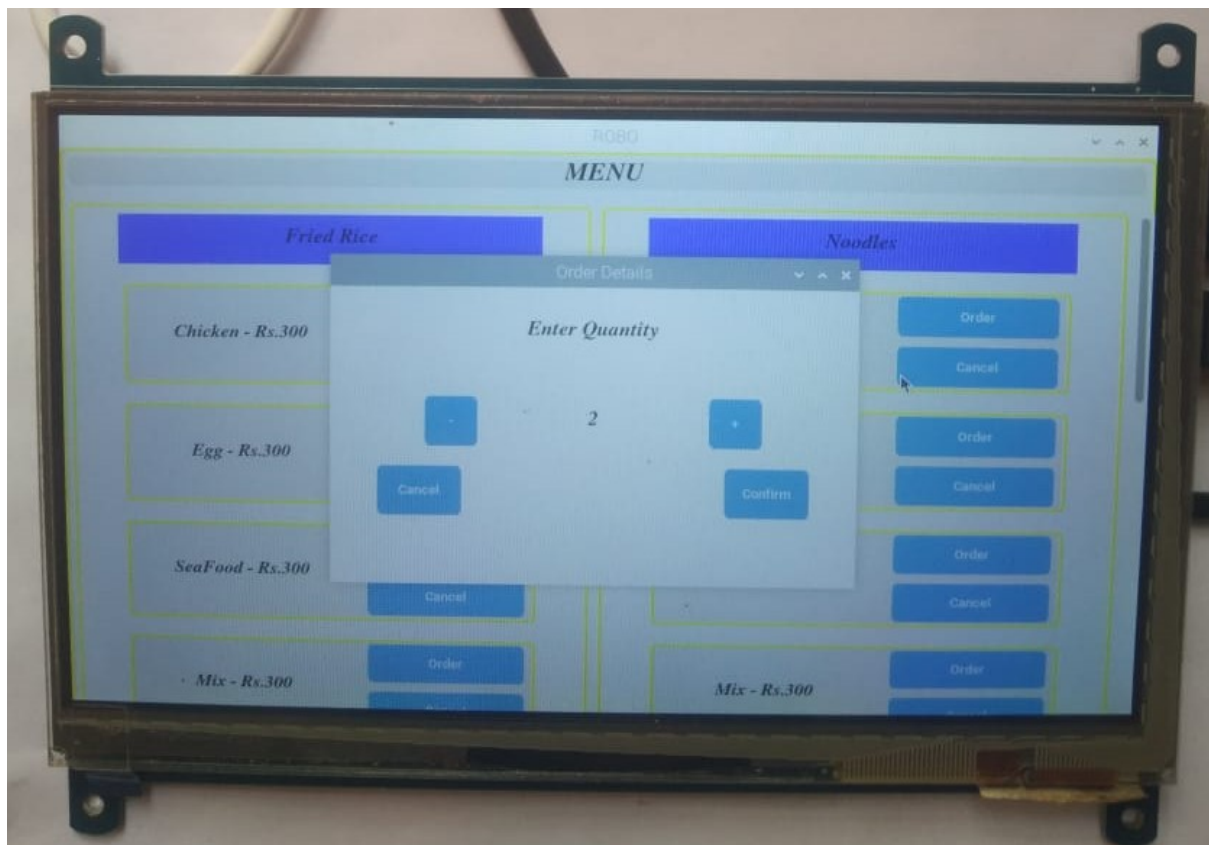 ROBO
MENU
Fried Rice
Noodles
Order Details
Enter Quantity
Chicken - Rs.300
Order
Cancel
- 2 +
Egg - Rs.300
Order
Cancel
Cancel
Confirm
SeaFood - Rs.300
Cancel
Order
Cancel
Mix - Rs.300
Order
Mix - Rs.300
Order